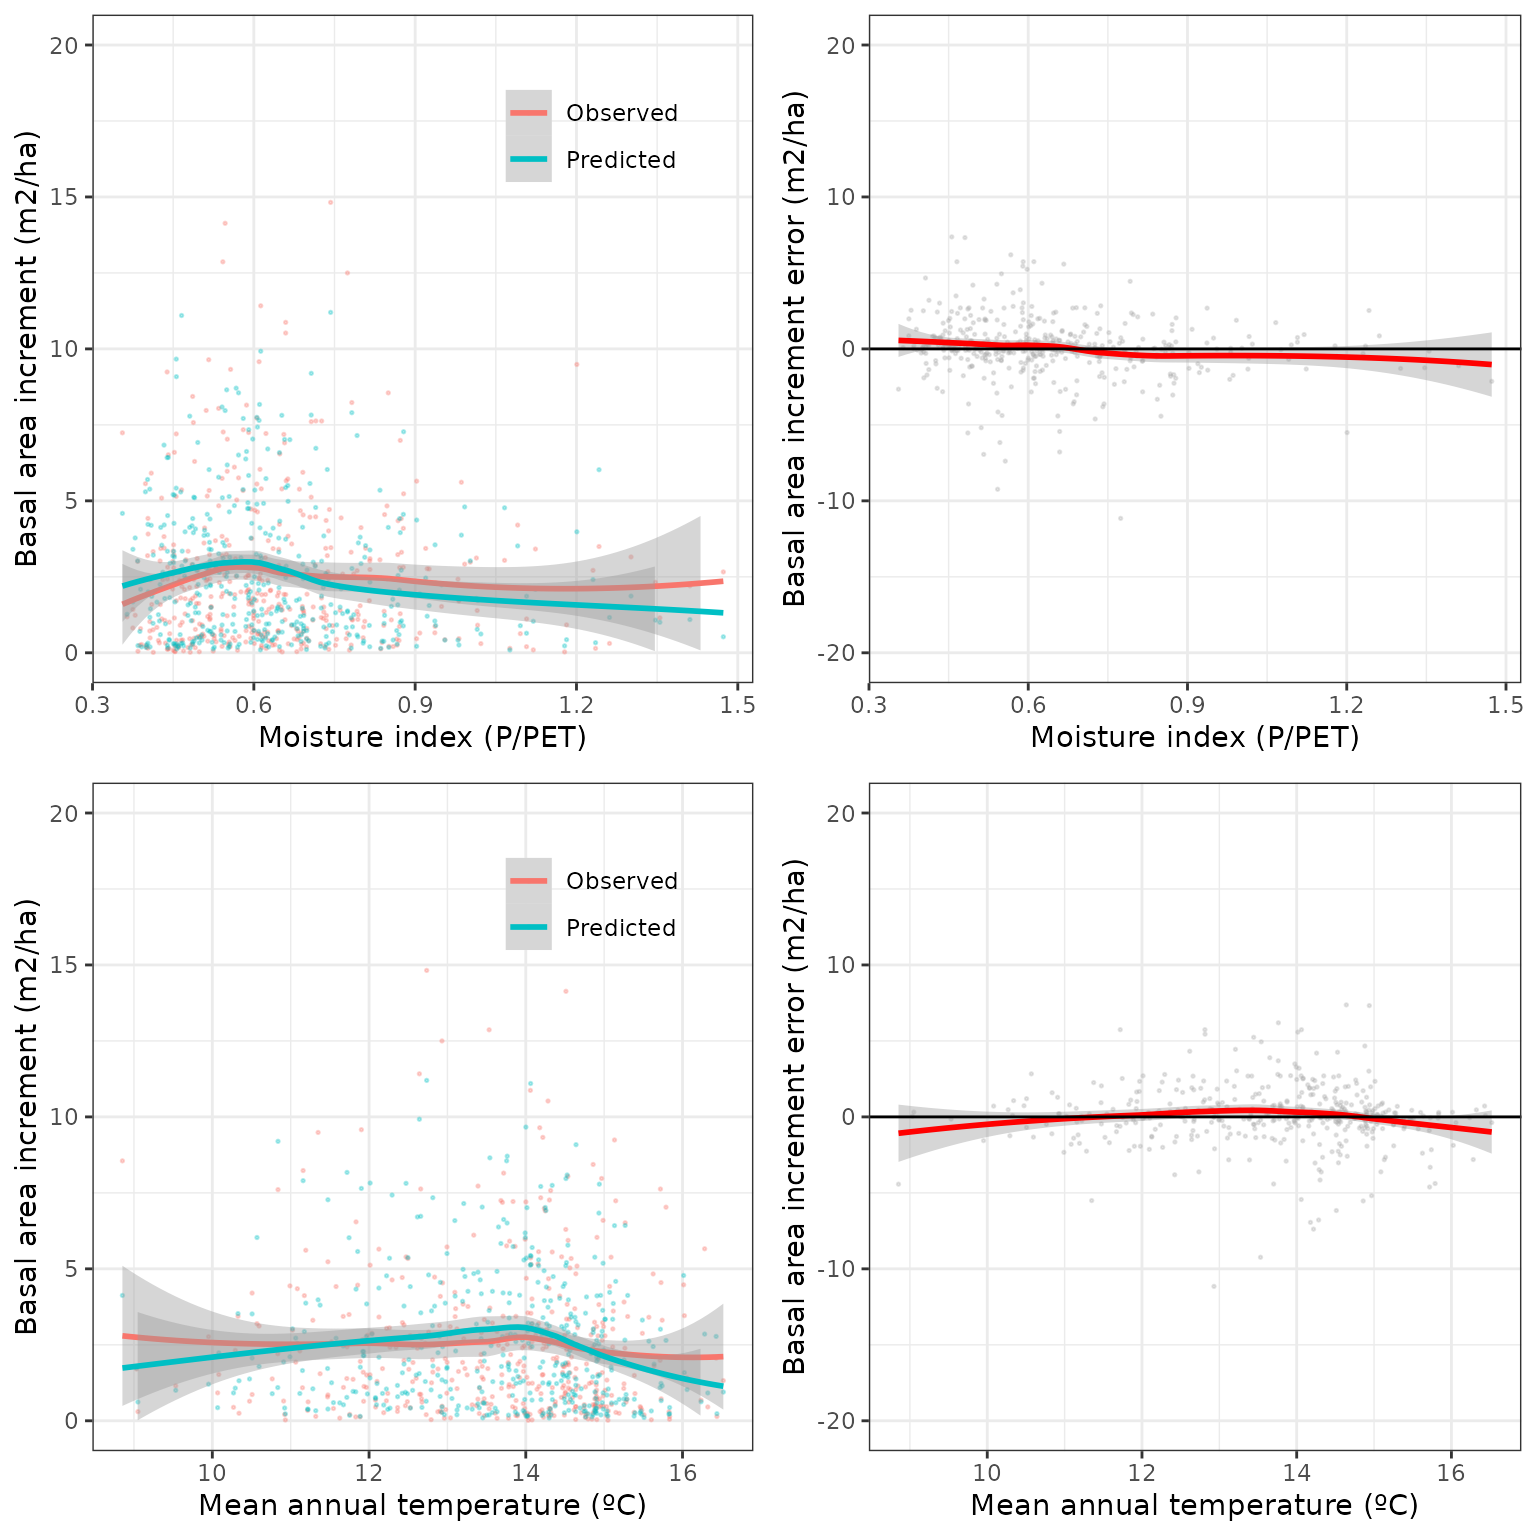 Basal area increment (m2/ha)
20
15
10
5
0
Observed
Predicted
0.3 0.6 0.9 1.2 1.5
Moisture index (P/PET)
Basal area increment error (m2/ha)
20
10
0
-10
-20
0.3 0.6 0.9 1.2 1.5
Moisture index (P/PET)
Basal area increment (m2/ha)
20
15
10
5
0
Observed
Predicted
10 12 14 16
Mean annual temperature (ºC)
Basal area increment error (m2/ha)
20
10
0
-10
-20
10 12 14 16
Mean annual temperature (ºC)